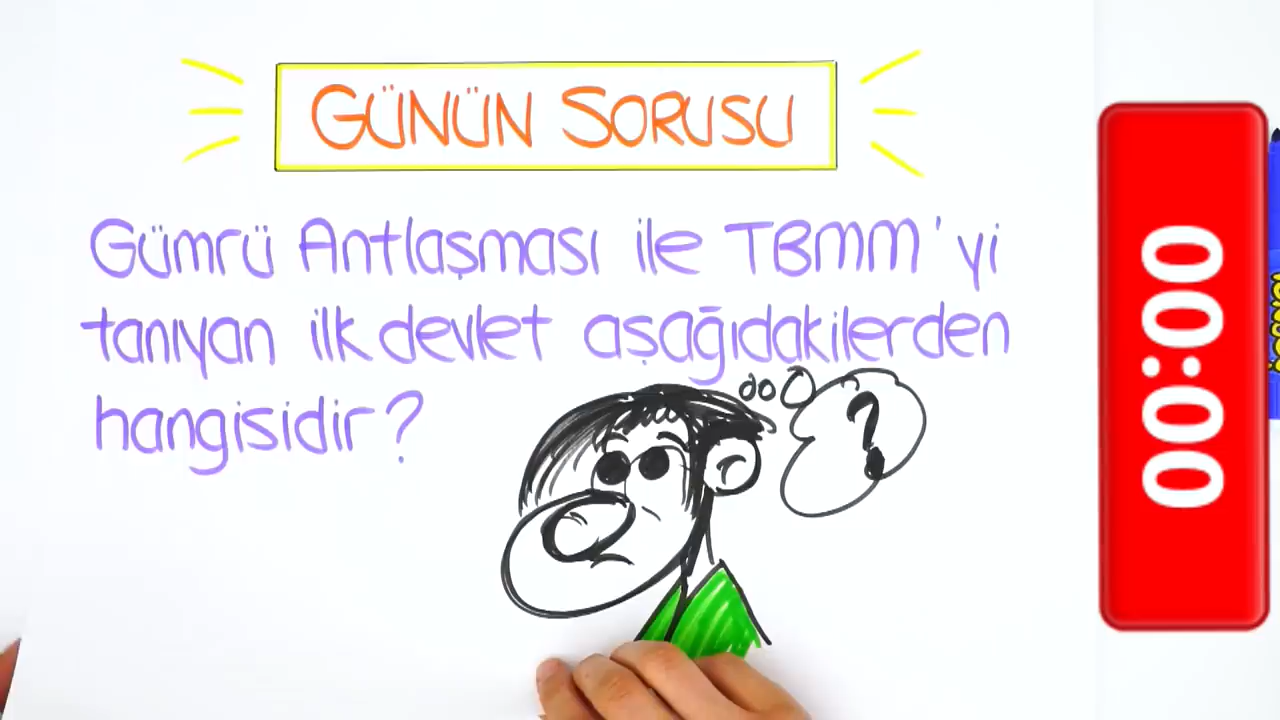 GÜNÜN SORUSU
Gümrü Antlaşması ile TBMM'yi
tanıyan ilk devlet aşağıdakilerden
hangisidir?
?
00:00